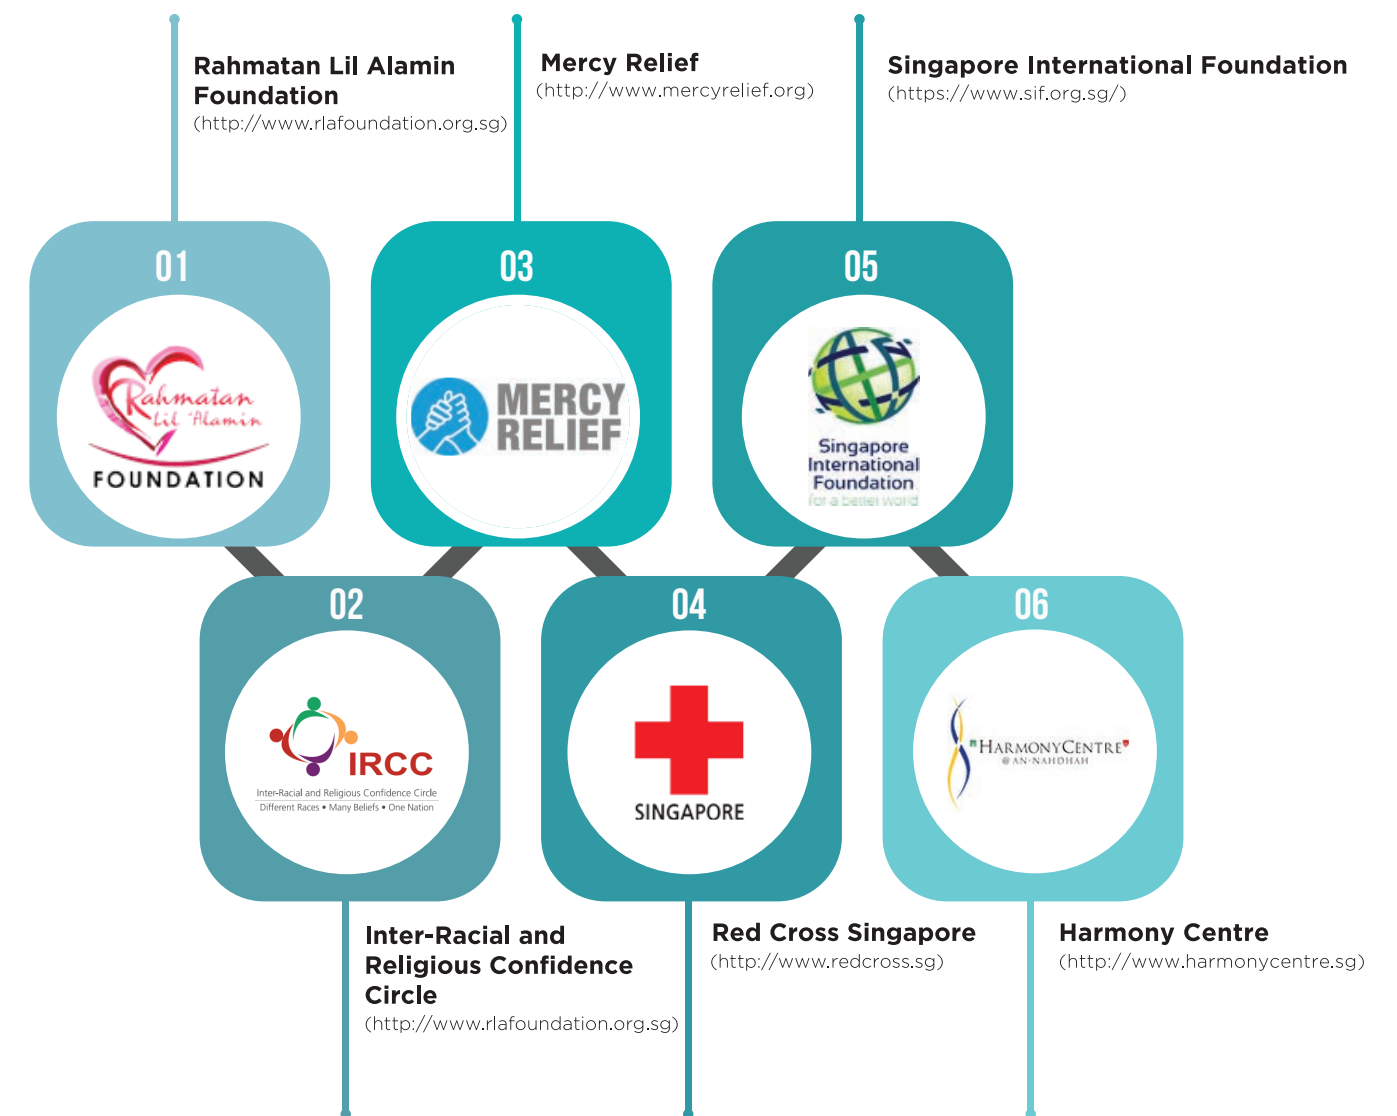 Rahmatan Lil Alamin
Foundation
(http://www.rlafoundation.org.sg)
Mercy Relief
(http://www.mercyrelief.org)
Singapore International Foundation
(https://www.sif.org.sg/)
01
Rahmatan
Lil 'Alamin
FOUNDATION
03
MERCY
RELIEF
05
Singapore
International
Foundation
for a better world
02
IRCC
Inter-Racial and Religious Confidence Circle
Different Races • Many Beliefs • One Nation
04
SINGAPORE
06
HARMONYCENTRE
@ AN-NAHDHAH
Inter-Racial and
Religious Confidence
Circle
(http://www.rlafoundation.org.sg)
Red Cross Singapore
(http://www.redcross.sg)
Harmony Centre
(http://www.harmonycentre.sg)